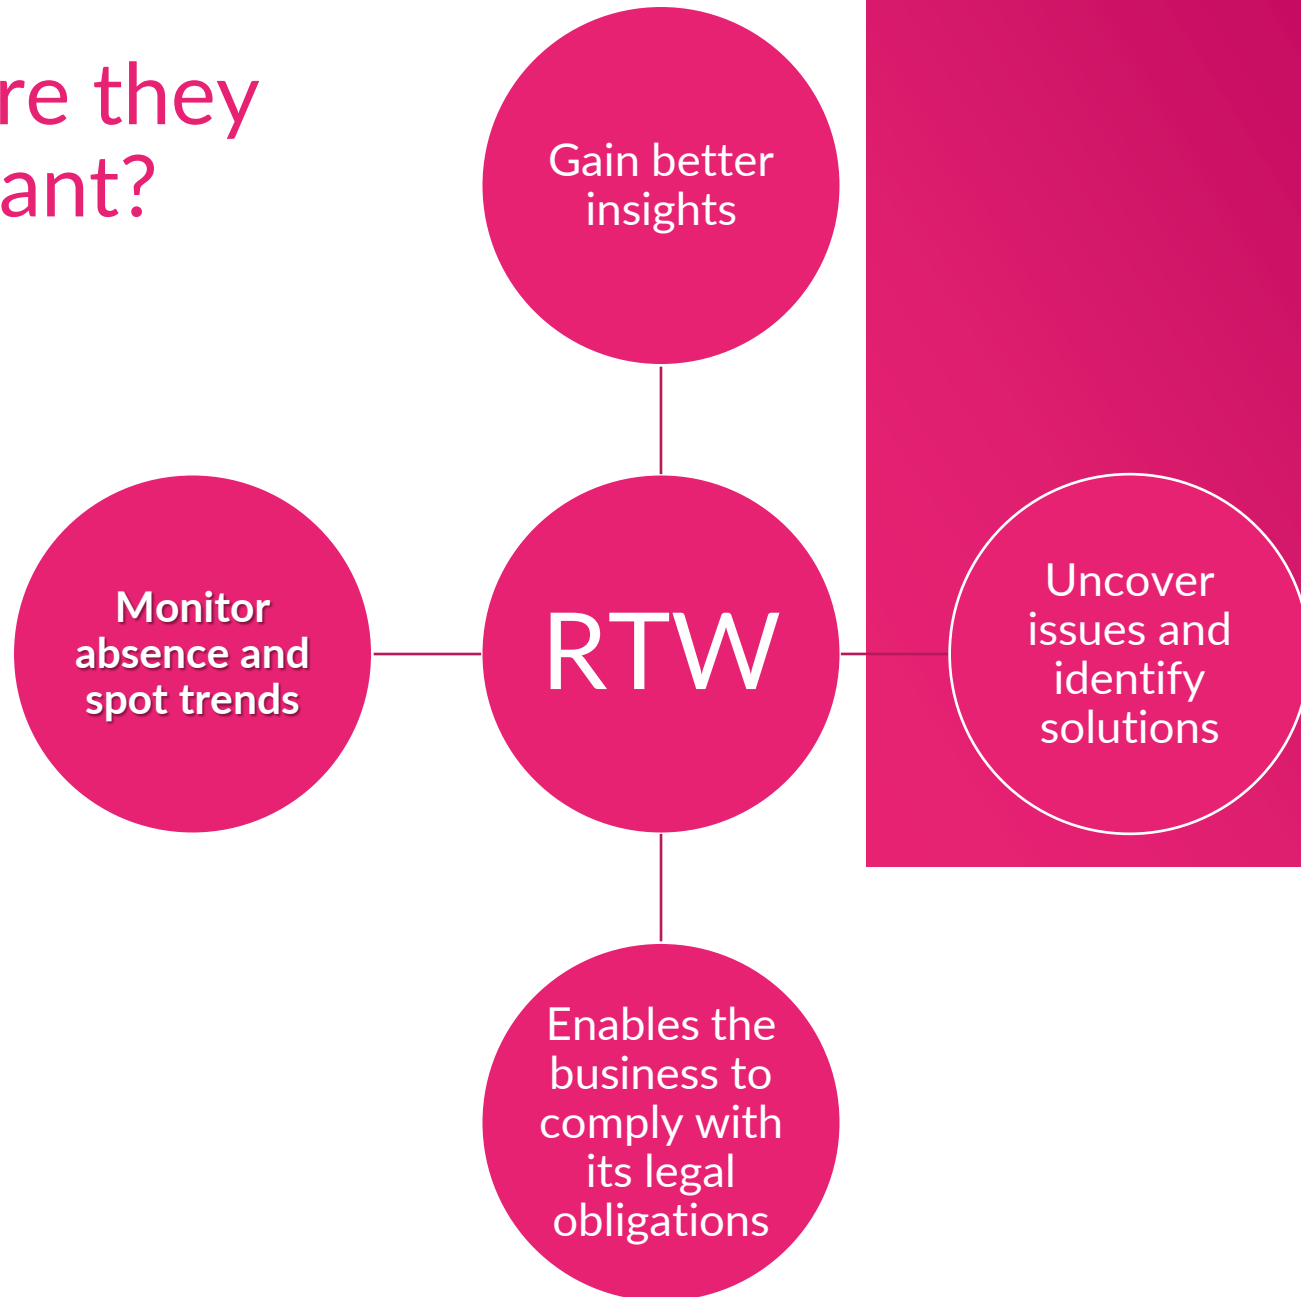 re they
ant?
Gain better
insights
Monitor
absence and
spot trends
RTW
Uncover
issues and
identify
solutions
Enables the
business to
comply with
its legal
obligations